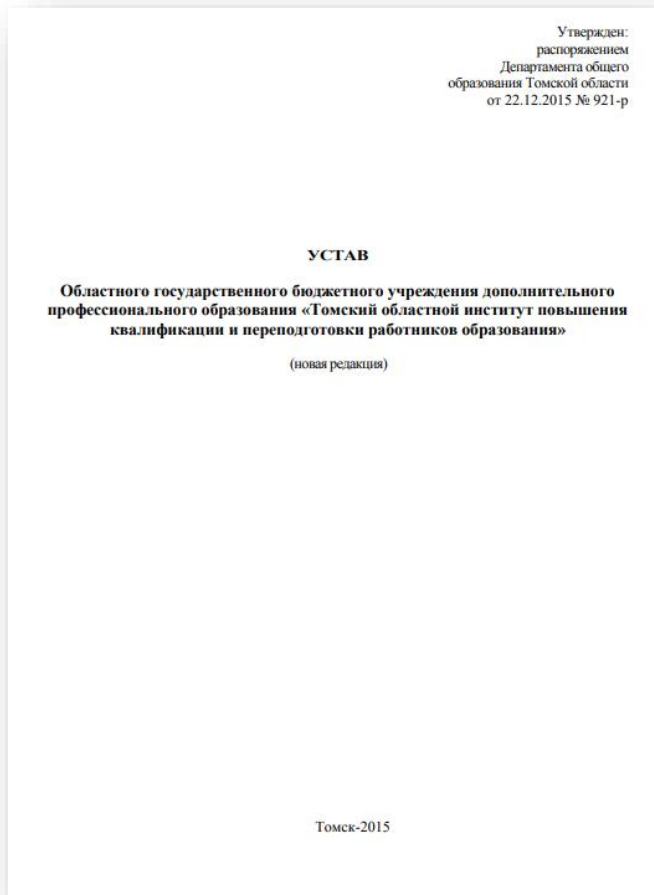 Утвержден:
распоряжением
Департамента общего
образования Томской области
от 22.12.2015 № 921-р
УСТАВ
Областного государственного бюджетного учреждения дополнительного
профессионального образования «Томский областной институт повышения
квалификации и переподготовки работников образования»
(новая редакция)
Томск-2015